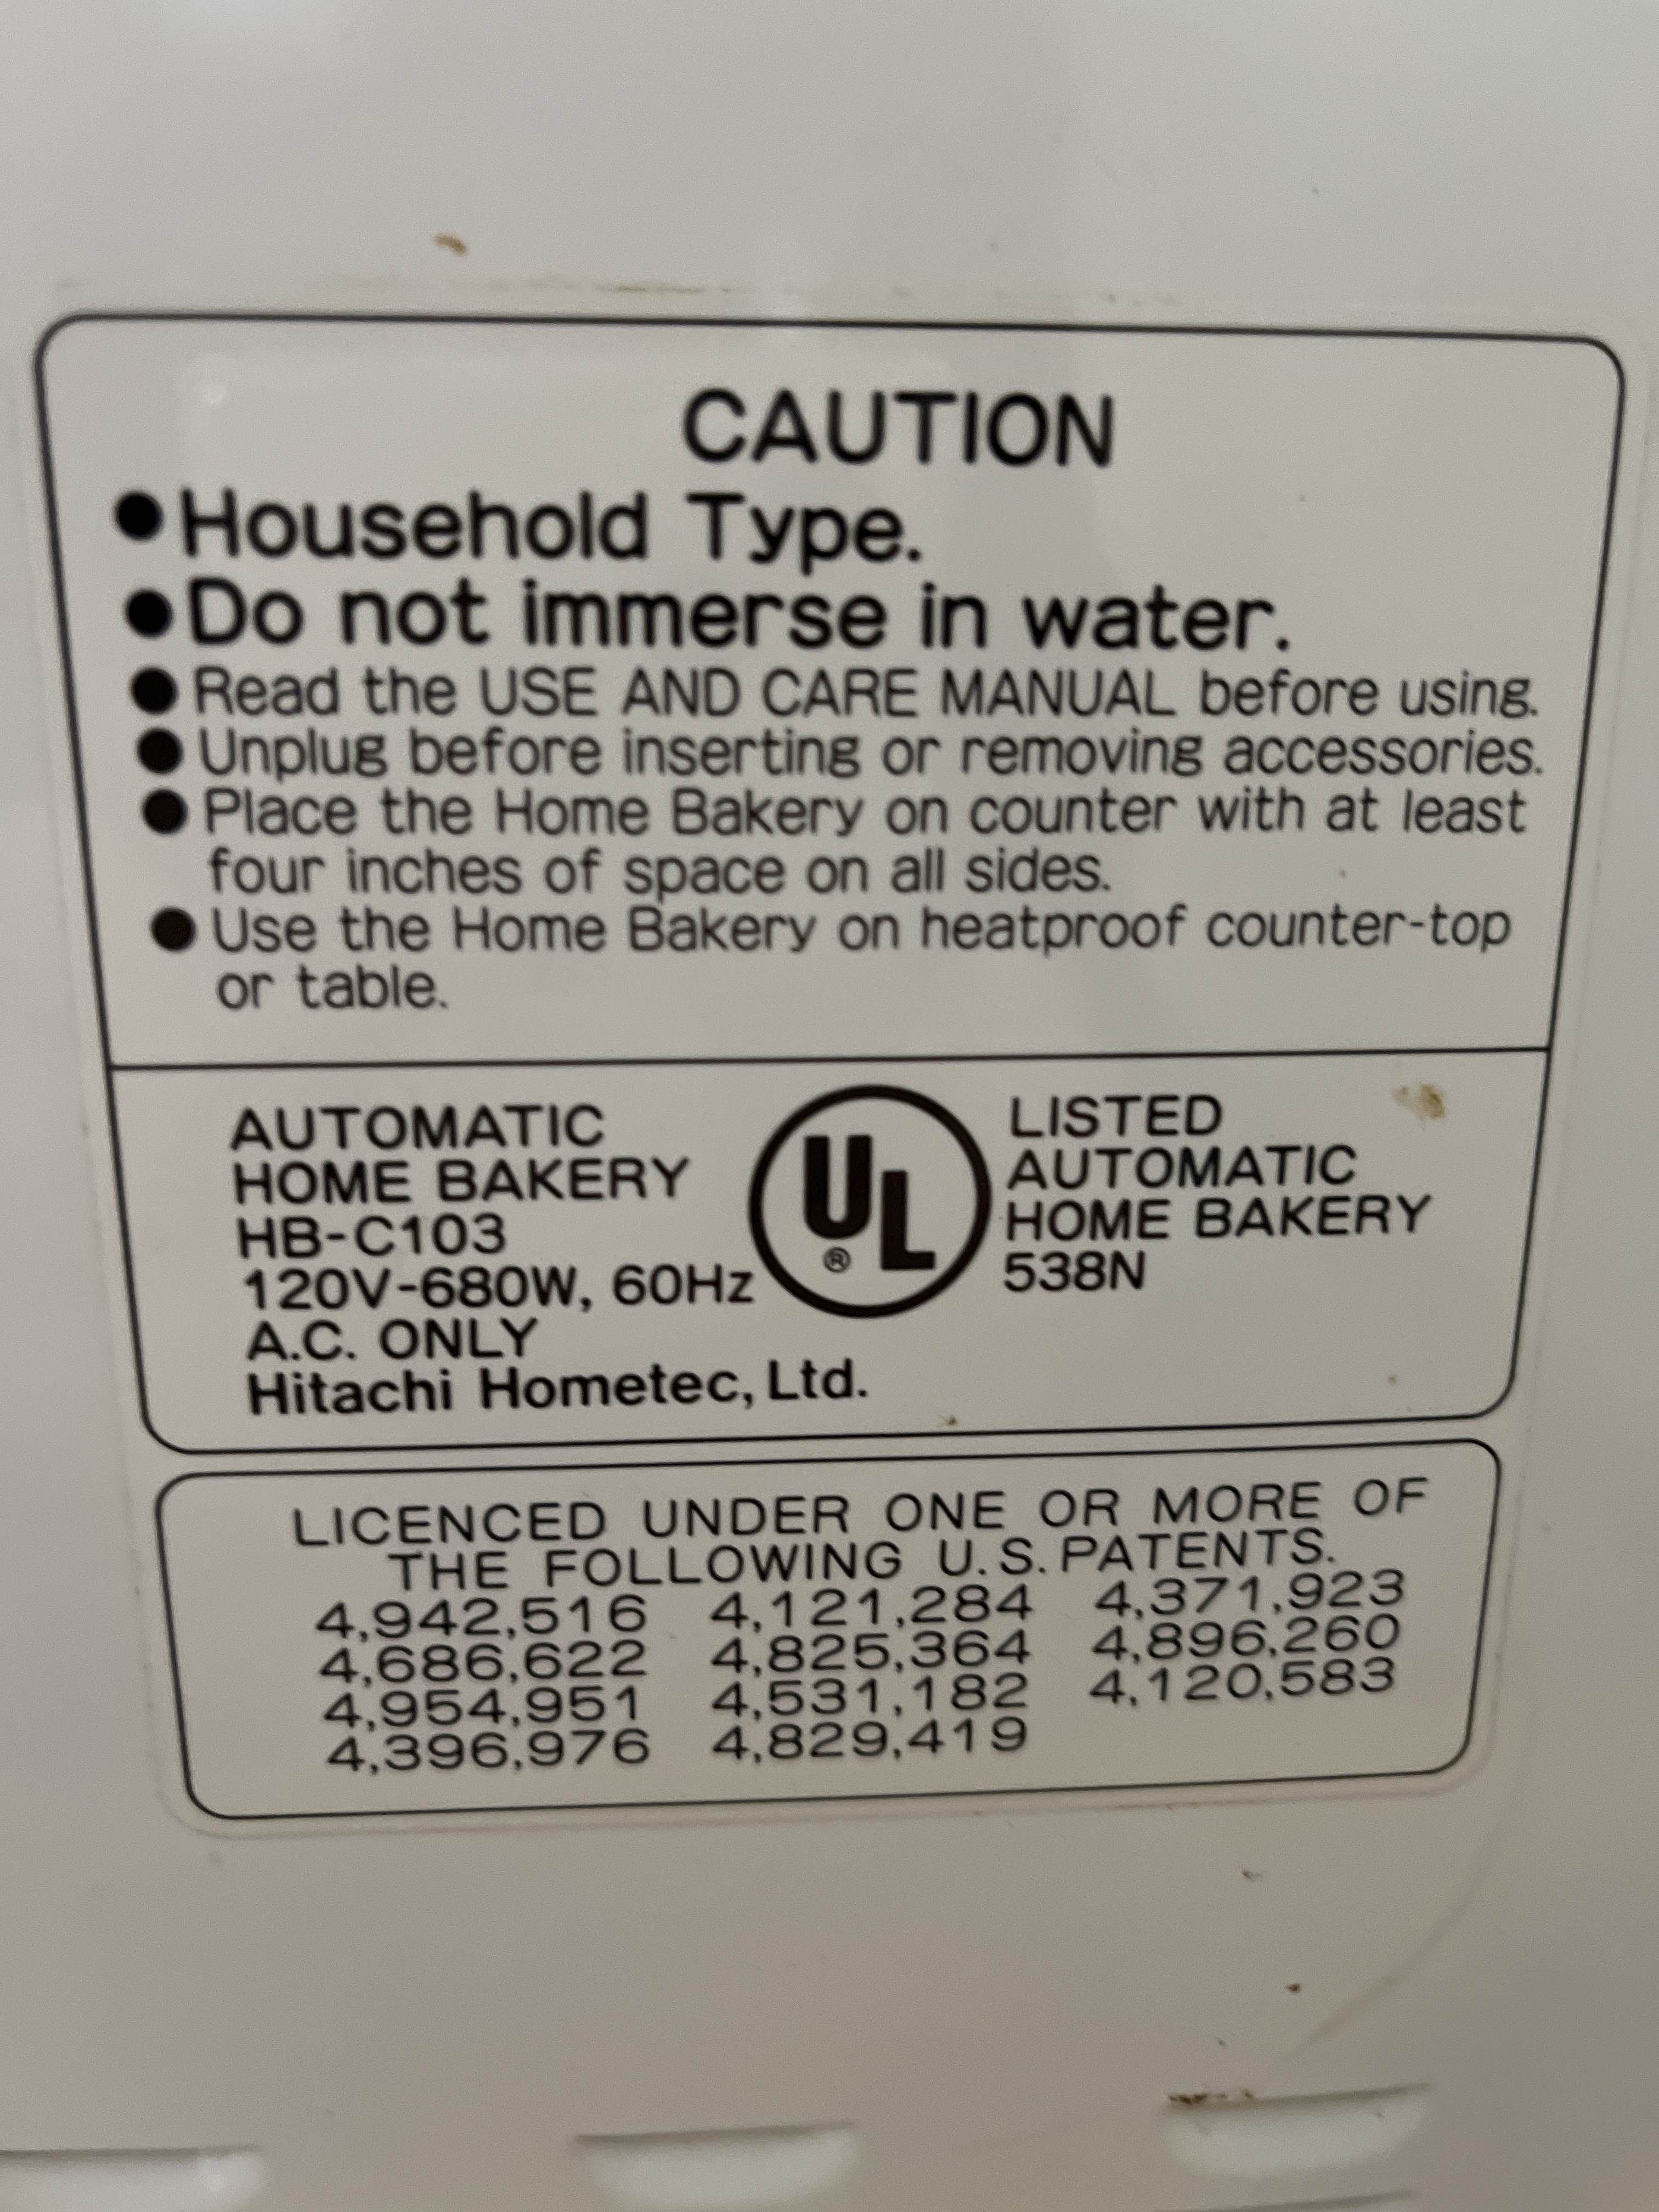 CAUTION
●Household Type.
●Do not immerse in water.
●Read the USE AND CARE MANUAL before using.
●Unplug before inserting or removing accessories.
●Place the Home Bakery on counter with at least
four inches of space on all sides.
●Use the Home Bakery on heatproof counter-top
or table.
AUTOMATIC
HOME BAKERY
HB-C103
120V-680W, 60Hz
A.C. ONLY
Hitachi Hometec, Ltd.
UL
®
LISTED
AUTOMATIC
HOME BAKERY
538N
LICENCED UNDER ONE OR MORE OF
THE FOLLOWING U.S. PATENTS.
4,942,516 4,121,284 4,371,923
4,686,622 4,825,364 4,896,260
4,954,951 4,531,182 4,120,583
4,396,976 4,829,419